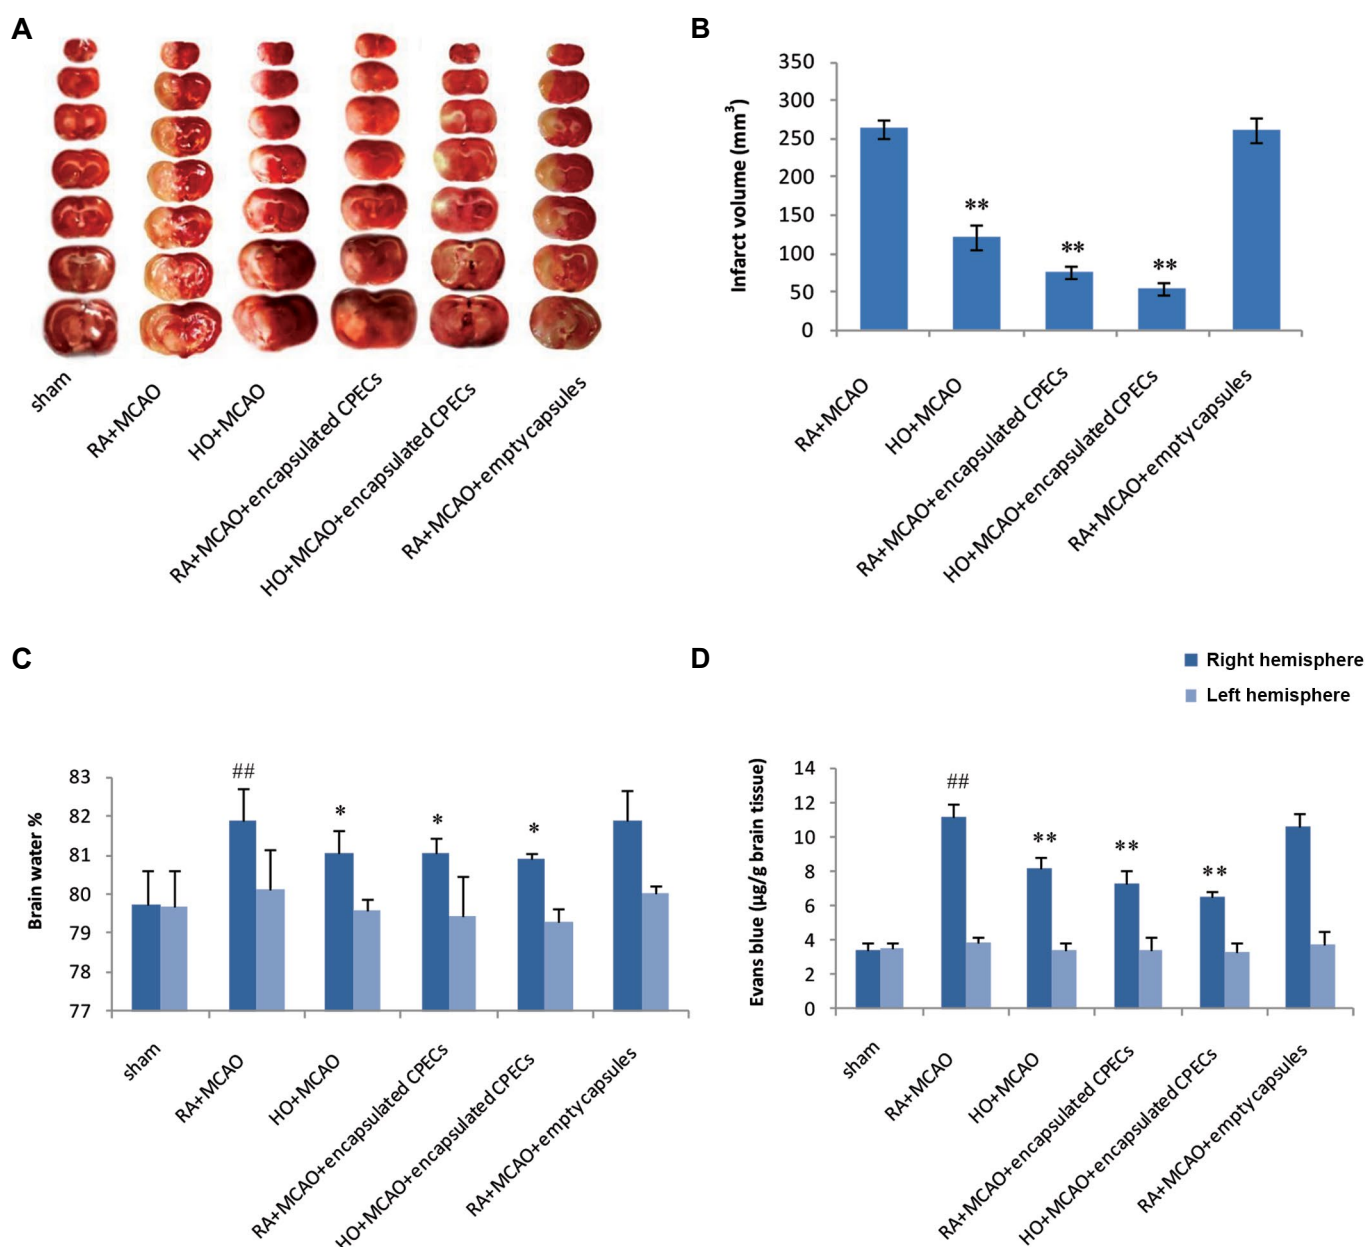 A
sham
RA+MCAO
HO+MCAO
RA+MCAO+encapsulated CPECs
HO+MCAO+encapsulated CPECs
RA+MCAO+empty capsules
B
Infarct volume (mm³)
350
300
250
200
150
100
50
0
**
**
**
RA+MCAO
HO+MCAO
RA+MCAO+encapsulated CPECs
HO+MCAO+encapsulated CPECs
RA+MCAO+empty capsules
C
Brain water %
83
82
81
80
79
78
77
##
*
*
*
sham
RA+MCAO
HO+MCAO
RA+MCAO+encapsulated CPECs
HO+MCAO+encapsulated CPECs
RA+MCAO+empty capsules
D
Right hemisphere
Left hemisphere
Evans blue (µg/g brain tissue)
14
12
10
8
6
4
2
0
##
**
**
**
sham
RA+MCAO
HO+MCAO
RA+MCAO+encapsulated CPECs
HO+MCAO+encapsulated CPECs
RA+MCAO+empty capsules